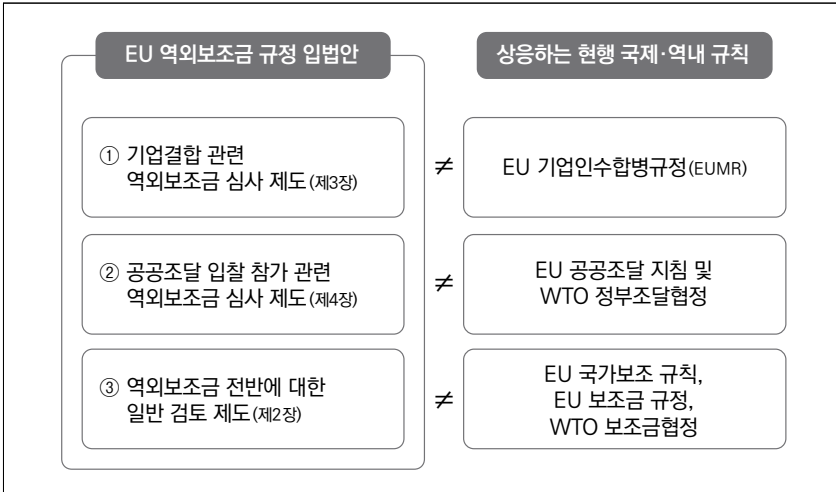 EU 역외보조금 규정 입법안
상응하는 현행 국제·역내 규칙
① 기업결합 관련
역외보조금 심사 제도(제3장)
≠
EU 기업인수합병규정(EUMR)
② 공공조달 입찰 참가 관련
역외보조금 심사 제도(제4장)
≠
EU 공공조달 지침 및
WTO 정부조달협정
③ 역외보조금 전반에 대한
일반 검토 제도(제2장)
≠
EU 국가보조 규칙,
EU 보조금 규정,
WTO 보조금협정